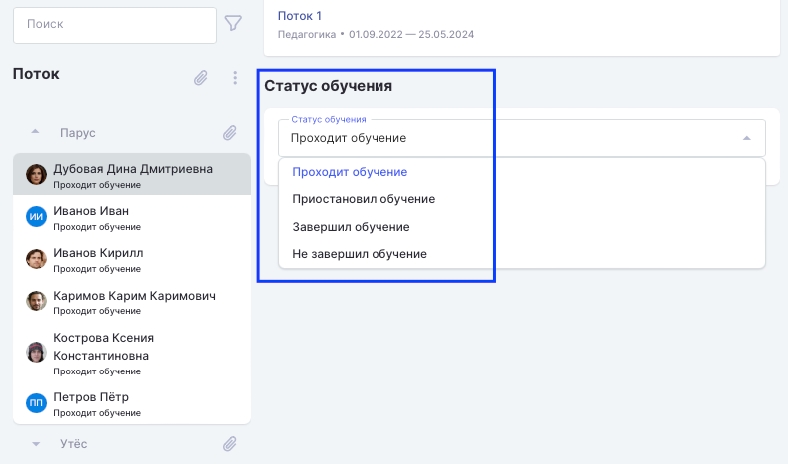 Поиск
Поток
Парус
Дубовая Дина Дмитриевна
Проходит обучение
ИИ
Иванов Иван
Проходит обучение
Иванов Кирилл
Проходит обучение
Каримов Карим Каримович
Проходит обучение
Кострова Ксения
Константиновна
Проходит обучение
ПП
Петров Пётр
Проходит обучение
Утёс
Поток 1
Педагогика • 01.09.2022 — 25.05.2024
Статус обучения
Статус обучения
Проходит обучение
Проходит обучение
Приостановил обучение
Завершил обучение
Не завершил обучение